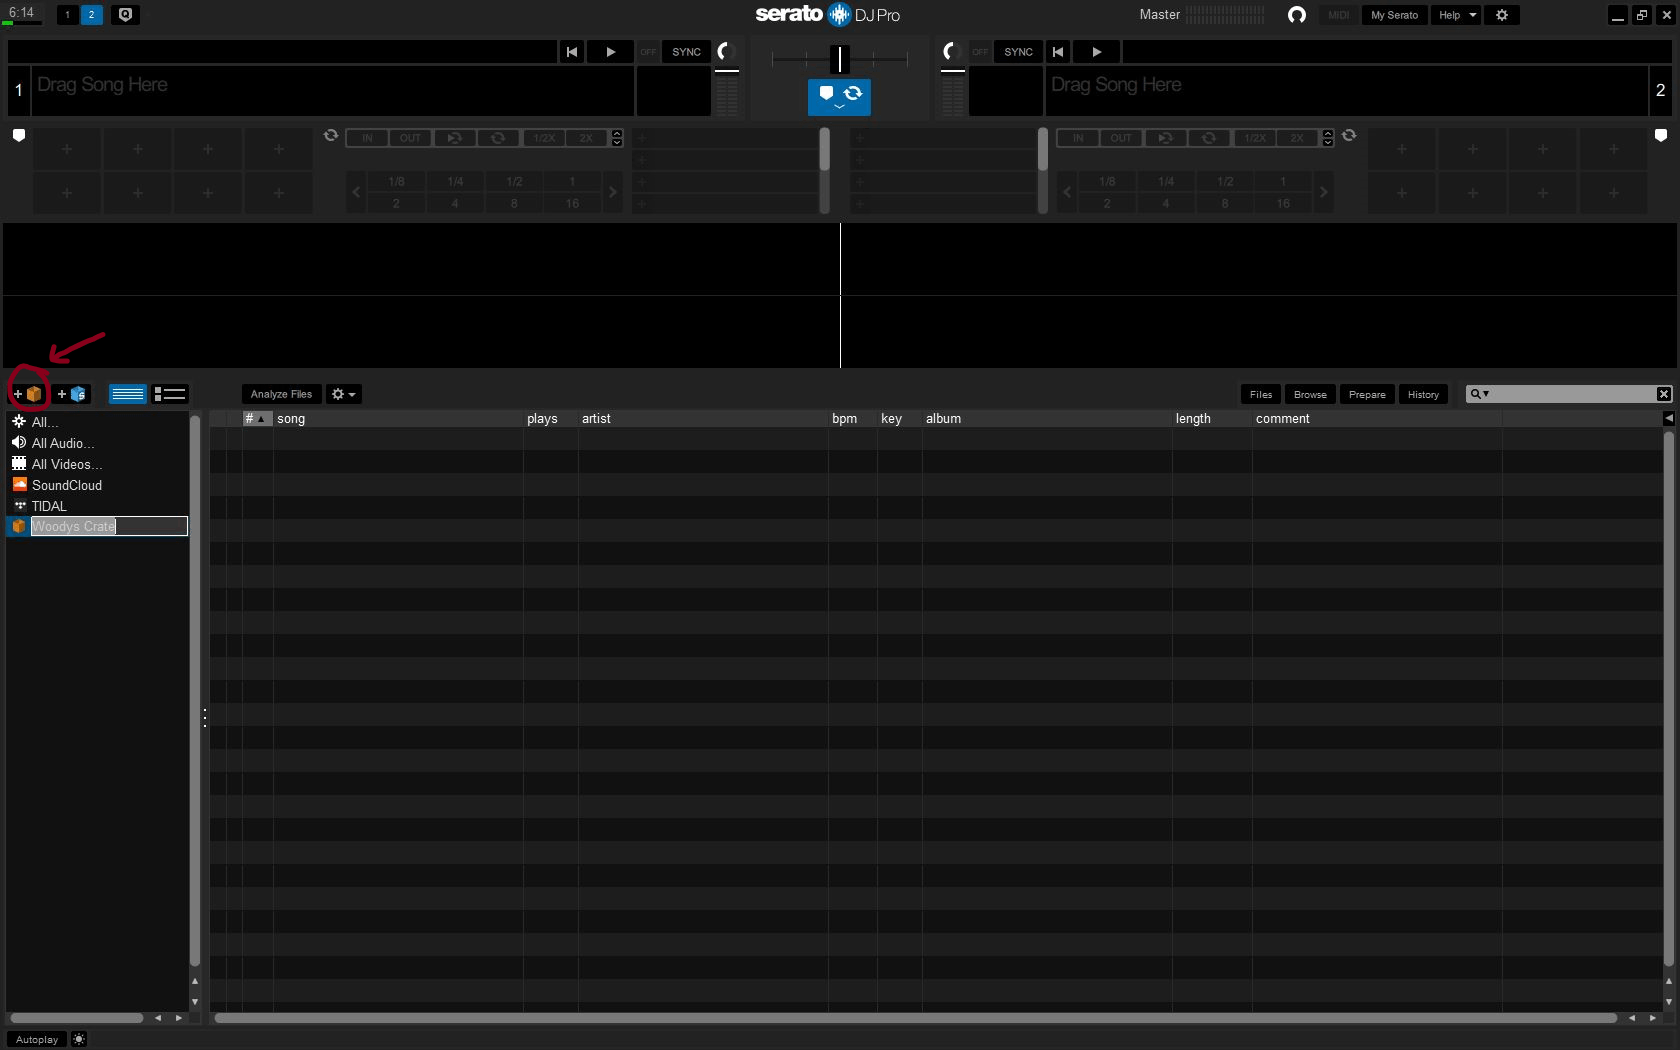 6:14 1 2 serato DJ Pro Master MIDI My Serato Help
OFF SYNC OFF SYNC
1 Drag Song Here Drag Song Here 2
IN OUT 1/2X 2X IN OUT 1/2X 2X
1/8 1/4 1/2 1 1/8 1/4 1/2 1
2 4 8 16 2 4 8 16
Analyze Files Files Browse Prepare History
# song plays artist bpm key album length comment
All...
All Audio...
All Videos...
SoundCloud
TIDAL
Woodys Crate
Autoplay